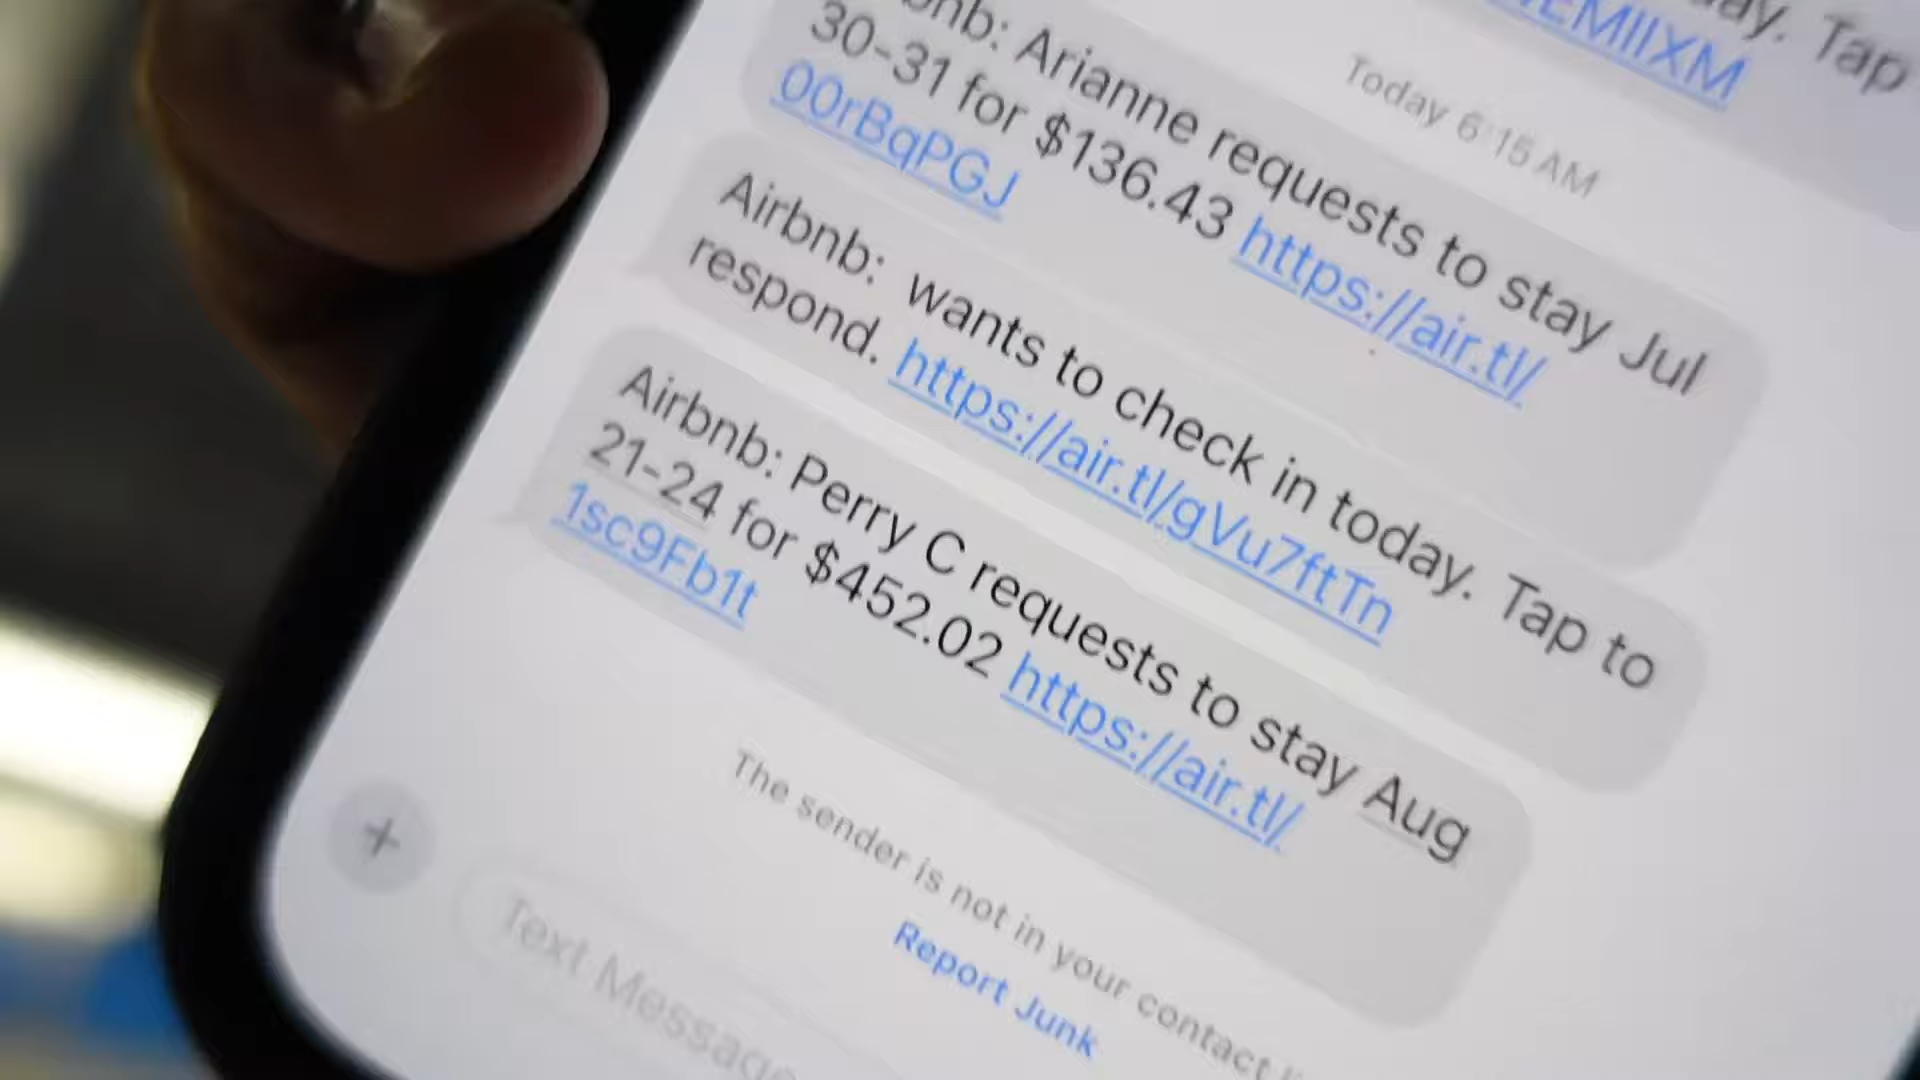 day. Tap
EMIIXM
Today 6:15 AM
bnb: Arianne requests to stay Jul
30-31 for $136.43 https://air.tl/
00rBqPGJ
Airbnb: wants to check in today. Tap to
respond. https://air.tl/gVu7ftTn
Airbnb: Perry C requests to stay Aug
21-24 for $452.02 https://air.tl/
1sc9Fb1t
The sender is not in your contact
Report Junk
Text Message